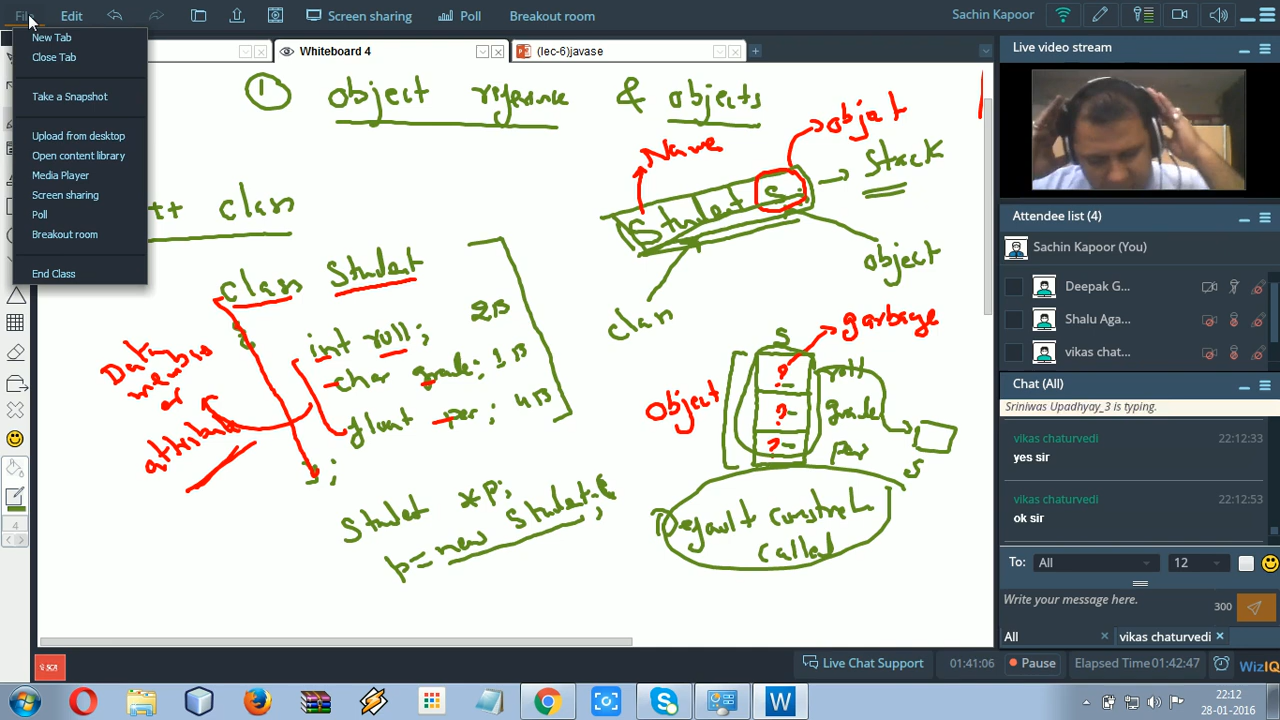 File
Edit
Screen sharing
Poll
Breakout room
Sachin Kapoor
New Tab
Close Tab
Take a Snapshot
Upload from desktop
Open content library
Media Player
Screen sharing
Poll
Breakout room
End Class
Whiteboard 4
(lec-6)javase
① object reference & objects
Name
object
Student s;
Stack
object
class
++ class
class Student
{
int roll; 2B
char grade; 1B
float per; 4B
};
Data members or attribute
Student *P;
p=new Student
s
garbage
Object
?
?
?
roll
grade
per
s
Default constructor called
Live video stream
Attendee list (4)
Sachin Kapoor (You)
Deepak G...
Shalu Aga...
vikas chat...
Chat (All)
Sriniwas Upadhyay_3 is typing.
vikas chaturvedi 22:12:33
yes sir
vikas chaturvedi 22:12:53
ok sir
To: All 12
Write your message here. 300
All
vikas chaturvedi
Live Chat Support
01:41:06
Pause
Elapsed Time 01:42:47
WizIQ
4
22:12
28-01-2016